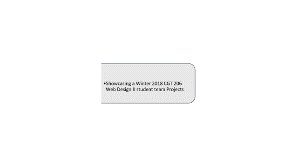 •Showcasing a Winter 2018 CGT 206
Web Design II student team Projects